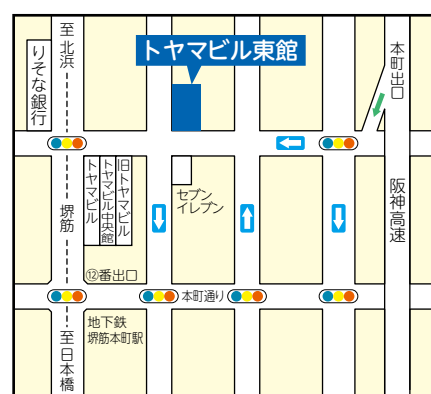 至北浜
りそな銀行
トヤマビル東館
本町出口
堺筋
トヤマビル
トヤマビル中央館
旧トヤマビル
セブン
イレブン
阪神高速
⑫番出口
本町通り
地下鉄
堺筋本町駅
至日本橋